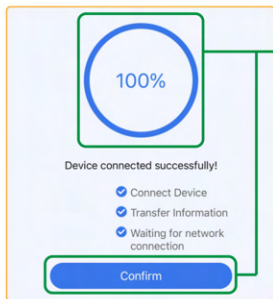 100%
Device connected successfully!
Connect Device
Transfer Information
Waiting for network
connection
Confirm